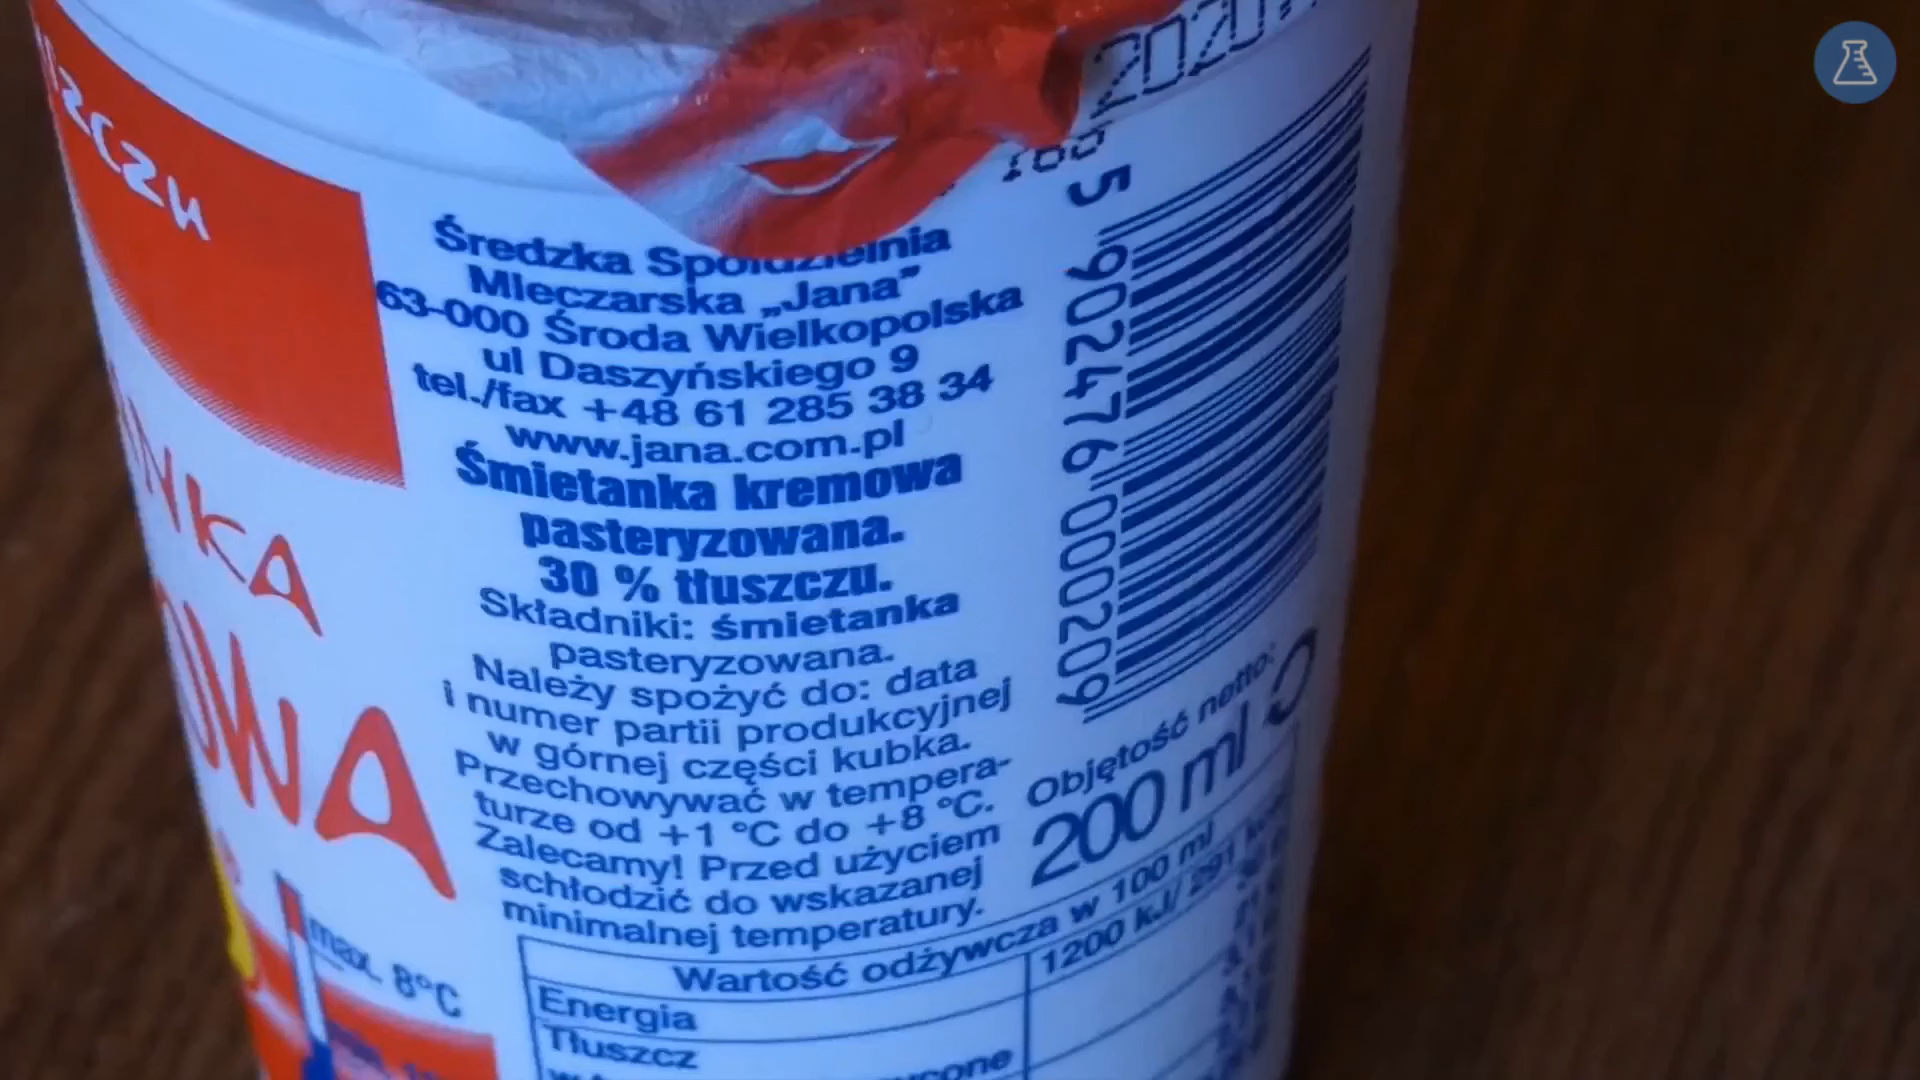 Średzka Spółdzielnia
Mleczarska „Jana”
63-000 Środa Wielkopolska
ul Daszyńskiego 9
tel./fax +48 61 285 38 34
www.jana.com.pl
Śmietanka kremowa
pasteryzowana.
30 % tłuszczu.
Składniki: śmietanka
pasteryzowana.
Należy spożyć do: data
i numer partii produkcyjnej
w górnej części kubka.
Przechowywać w tempera-
turze od +1 °C do +8 °C.
Zalecamy! Przed użyciem
schłodzić do wskazanej
minimalnej temperatury.
Wartość odżywcza w 100 ml
Energia 1200 kJ/ 291
Tłuszcz
max. 8°C
5 902476 000209
Objętość netto:
200 ml